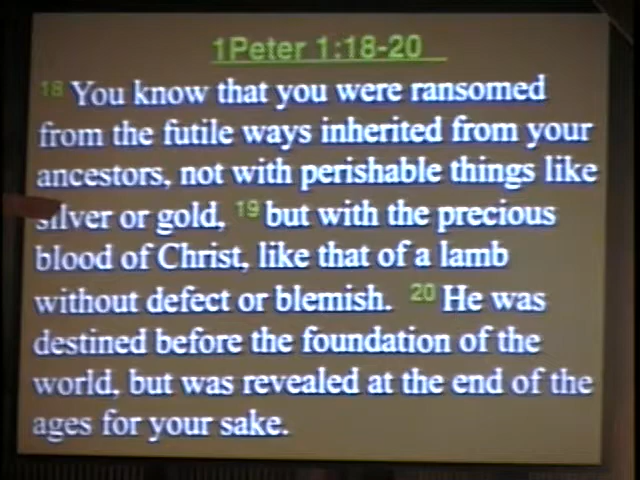 1Peter 1:18-20
18 You know that you were ransomed
from the futile ways inherited from your
ancestors, not with perishable things like
silver or gold, 19 but with the precious
blood of Christ, like that of a lamb
without defect or blemish. 20 He was
destined before the foundation of the
world, but was revealed at the end of the
ages for your sake.